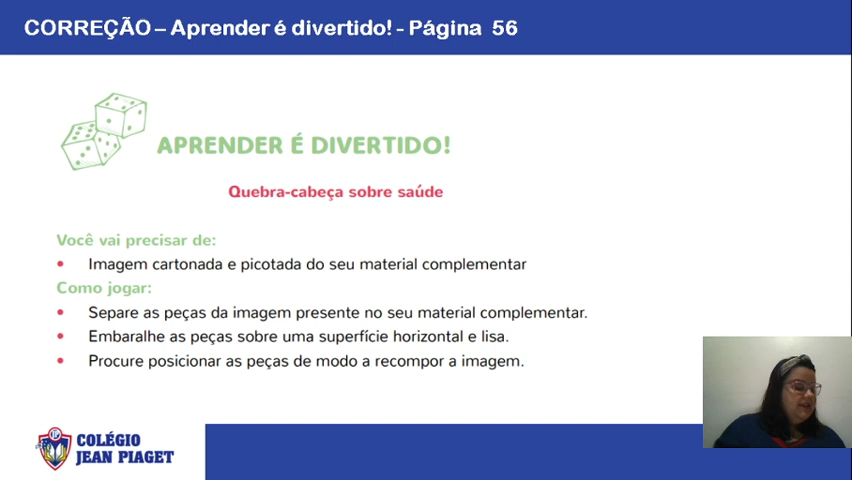 CORREÇÃO – Aprender é divertido! - Página 56
APRENDER É DIVERTIDO!
Quebra-cabeça sobre saúde
Você vai precisar de:
• Imagem cartonada e picotada do seu material complementar
Como jogar:
• Separe as peças da imagem presente no seu material complementar.
• Embaralhe as peças sobre uma superfície horizontal e lisa.
• Procure posicionar as peças de modo a recompor a imagem.
COLÉGIO
JEAN PIAGET